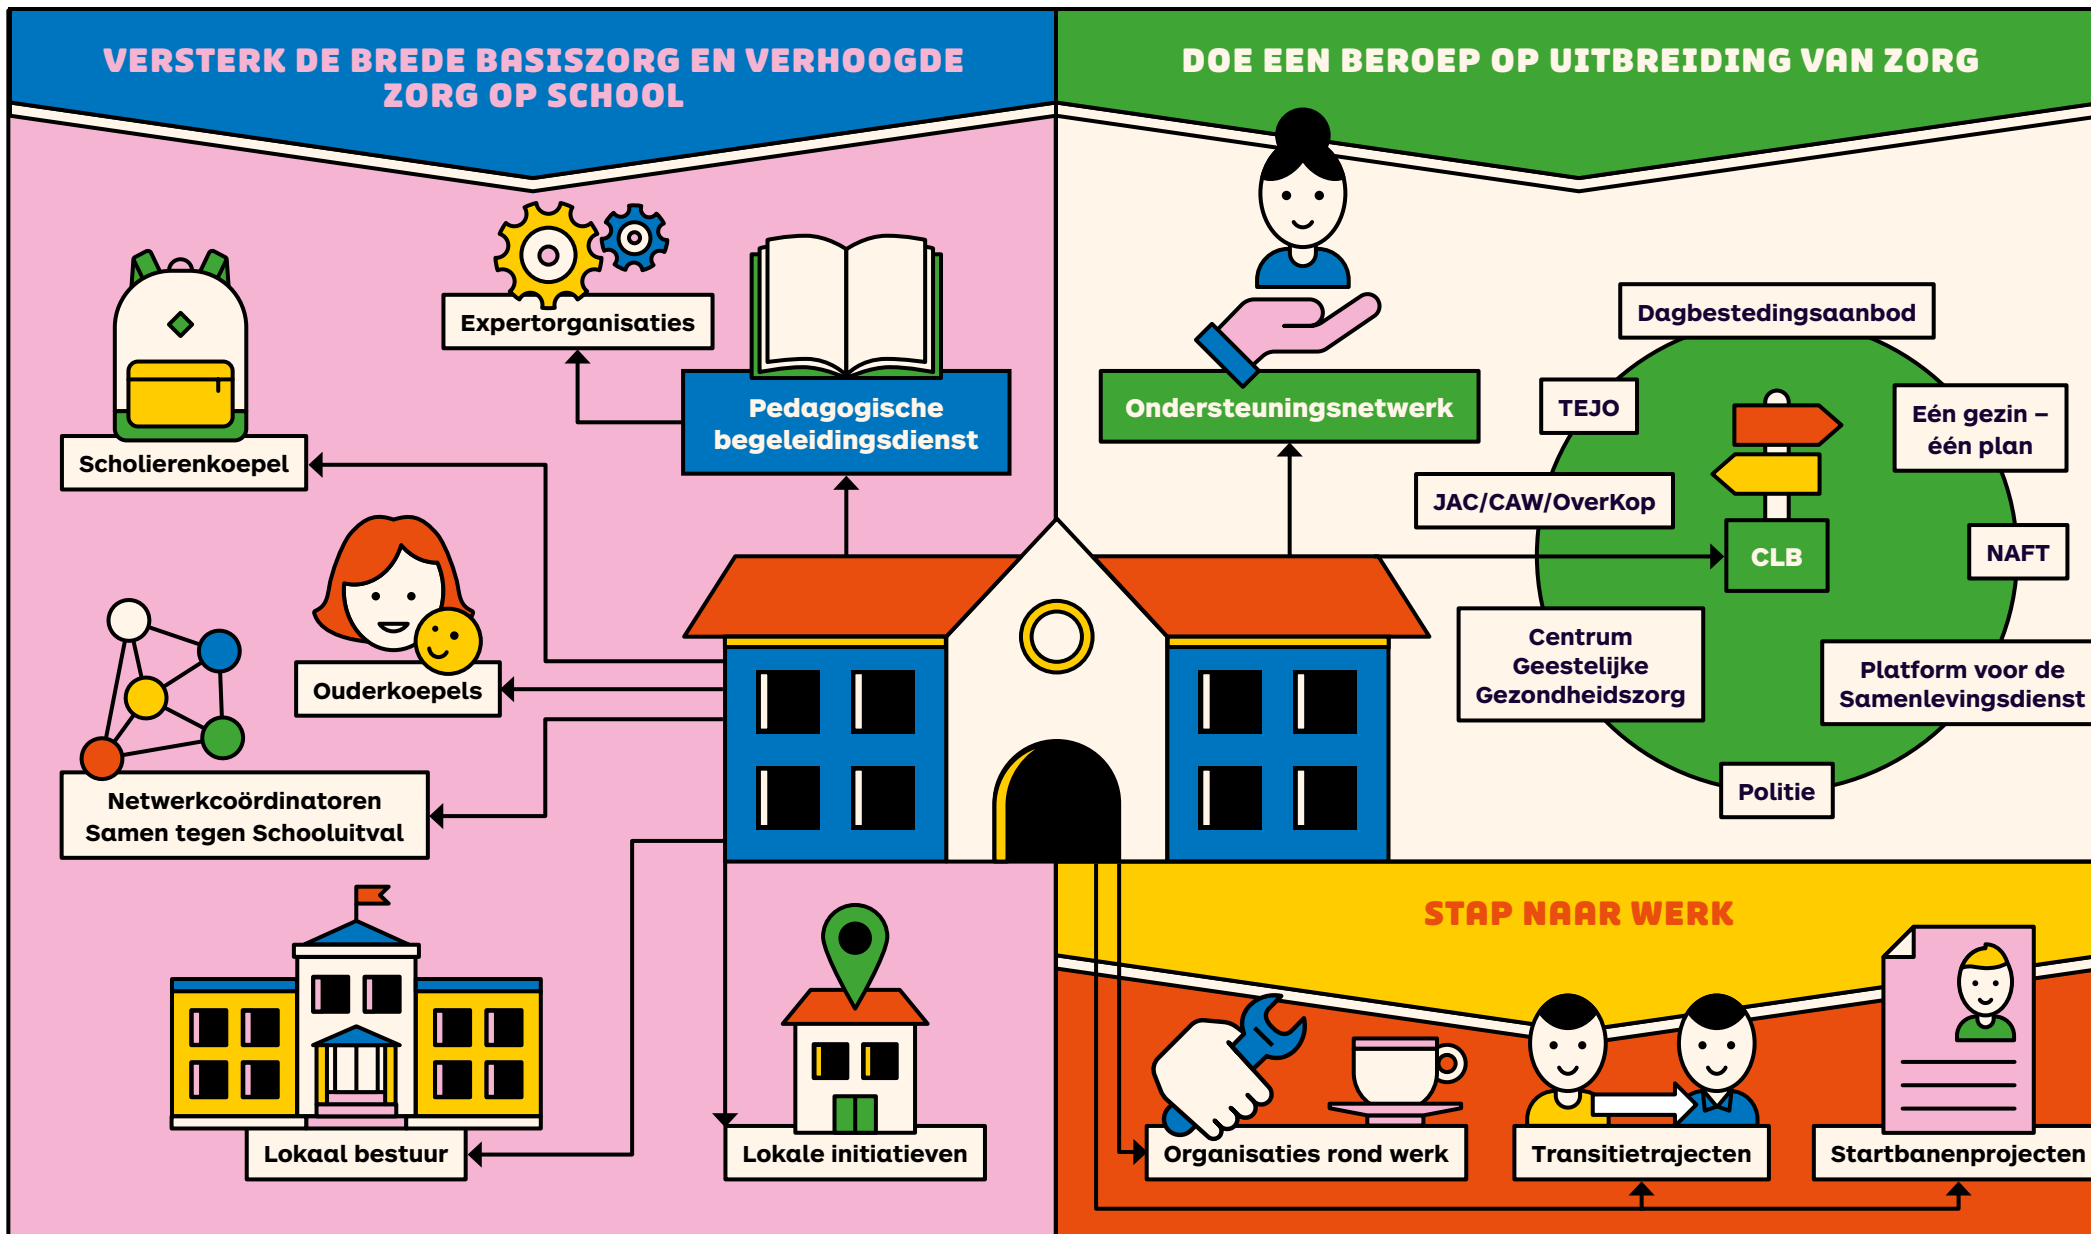 VERSTERK DE BREDE BASISZORG EN VERHOOGDE
ZORG OP SCHOOL
Expertorganisaties
Pedagogische
begeleidingsdienst
Scholierenkoepel
Ouderkoepels
Netwerkcoördinatoren
Samen tegen Schooluitval
Lokaal bestuur
Lokale initiatieven
DOE EEN BEROEP OP UITBREIDING VAN ZORG
Ondersteuningsnetwerk
Dagbestedingsaanbod
TEJO
Eén gezin –
één plan
JAC/CAW/OverKop
CLB
NAFT
Centrum
Geestelijke
Gezondheidszorg
Platform voor de
Samenlevingsdienst
Politie
STAP NAAR WERK
Organisaties rond werk
Transitietrajecten
Startbanenprojecten